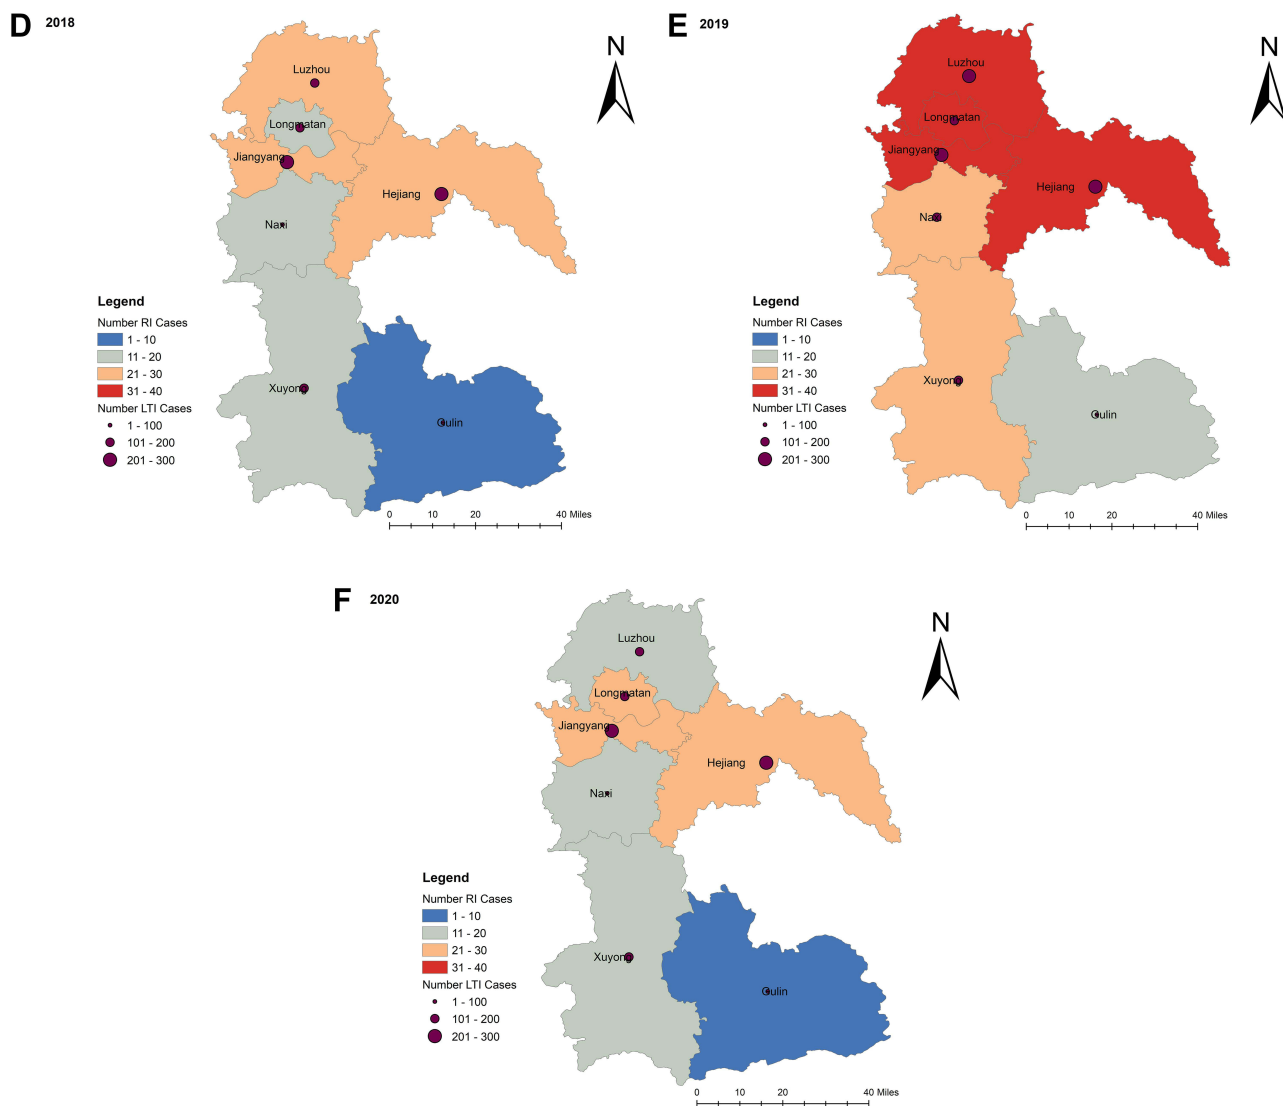 D 2018
N
Luzhou
Longmatan
Jiangyang
Hejiang
Naxi
Xuyong
Gulin
Legend
Number RI Cases
1 - 10
11 - 20
21 - 30
31 - 40
Number LTI Cases
1 - 100
101 - 200
201 - 300
0 10 20 40 Miles
E 2019
N
Luzhou
Longmatan
Jiangyang
Hejiang
Naxi
Xuyong
Gulin
Legend
Number RI Cases
1 - 10
11 - 20
21 - 30
31 - 40
Number LTI Cases
1 - 100
101 - 200
201 - 300
0 10 20 40 Miles
F 2020
N
Luzhou
Longmatan
Jiangyang
Hejiang
Naxi
Xuyong
Gulin
Legend
Number RI Cases
1 - 10
11 - 20
21 - 30
31 - 40
Number LTI Cases
1 - 100
101 - 200
201 - 300
0 10 20 40 Miles